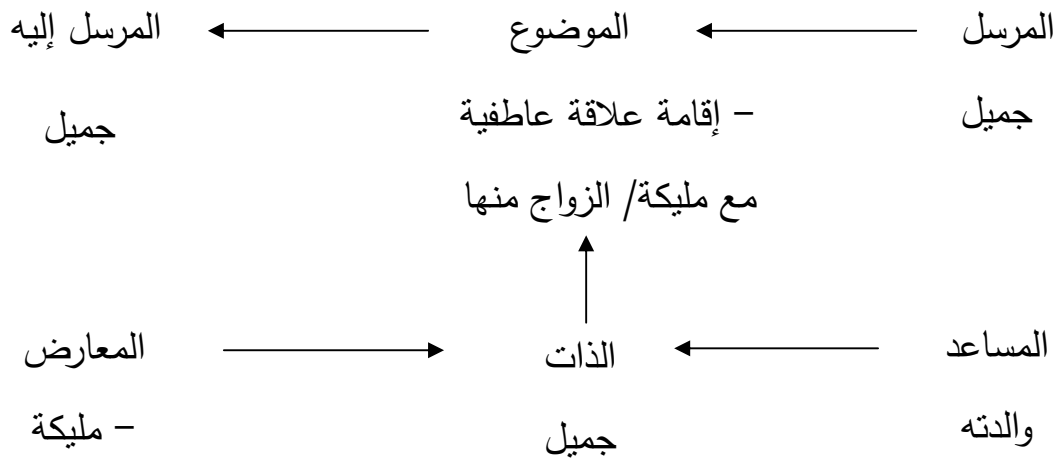 المرسل الموضوع المرسل إليه
جميل – إقامة علاقة عاطفية جميل
مع مليكة/ الزواج منها
المساعد الذات المعارض
والدته جميل – مليكة